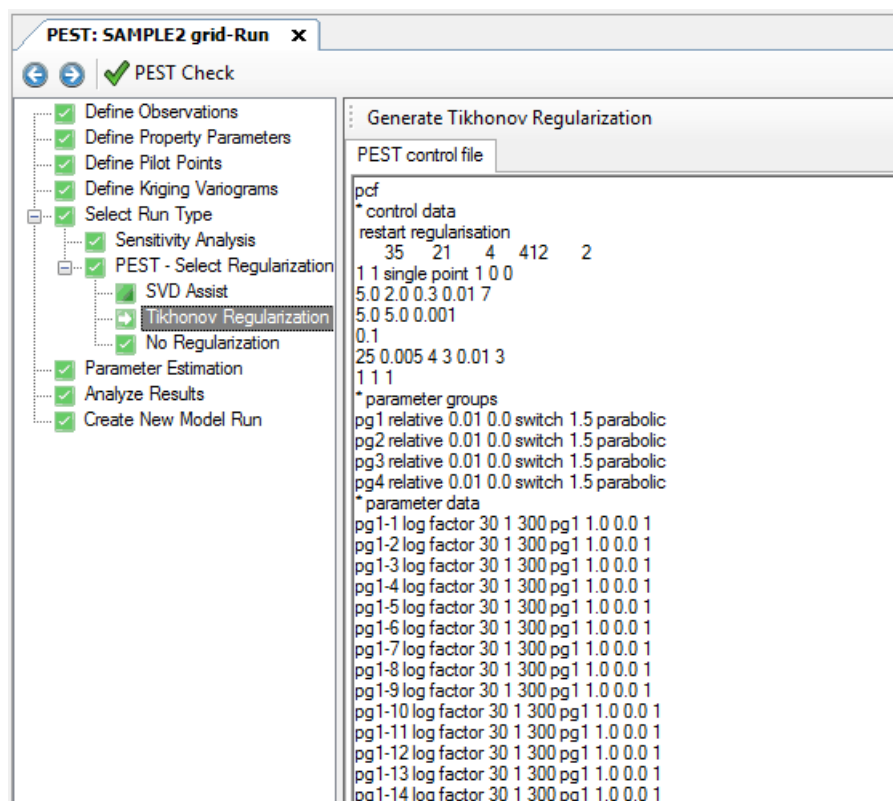 PEST: SAMPLE2 grid-Run x
PEST Check
Define Observations
Define Property Parameters
Define Pilot Points
Define Kriging Variograms
Select Run Type
Sensitivity Analysis
PEST - Select Regularization
SVD Assist
Tikhonov Regularization
No Regularization
Parameter Estimation
Analyze Results
Create New Model Run
Generate Tikhonov Regularization
PEST control file
pcf
* control data
restart regularisation
35 21 4 412 2
1 1 single point 1 0 0
5.0 2.0 0.3 0.01 7
5.0 5.0 0.001
0.1
25 0.005 4 3 0.01 3
1 1 1
* parameter groups
pg1 relative 0.01 0.0 switch 1.5 parabolic
pg2 relative 0.01 0.0 switch 1.5 parabolic
pg3 relative 0.01 0.0 switch 1.5 parabolic
pg4 relative 0.01 0.0 switch 1.5 parabolic
* parameter data
pg1-1 log factor 30 1 300 pg1 1.0 0.0 1
pg1-2 log factor 30 1 300 pg1 1.0 0.0 1
pg1-3 log factor 30 1 300 pg1 1.0 0.0 1
pg1-4 log factor 30 1 300 pg1 1.0 0.0 1
pg1-5 log factor 30 1 300 pg1 1.0 0.0 1
pg1-6 log factor 30 1 300 pg1 1.0 0.0 1
pg1-7 log factor 30 1 300 pg1 1.0 0.0 1
pg1-8 log factor 30 1 300 pg1 1.0 0.0 1
pg1-9 log factor 30 1 300 pg1 1.0 0.0 1
pg1-10 log factor 30 1 300 pg1 1.0 0.0 1
pg1-11 log factor 30 1 300 pg1 1.0 0.0 1
pg1-12 log factor 30 1 300 pg1 1.0 0.0 1
pg1-13 log factor 30 1 300 pg1 1.0 0.0 1
pg1-14 log factor 30 1 300 pg1 1.0 0.0 1